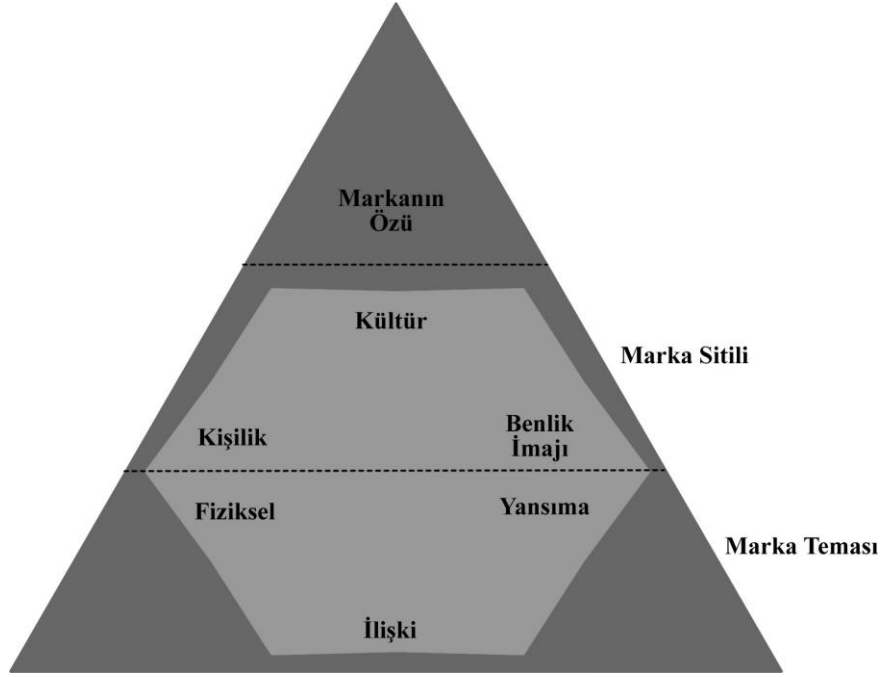 Markanın
Özü
Kültür
Marka Sitili
Kişilik
Benlik
İmajı
Fiziksel
Yansıma
Marka Teması
İlişki